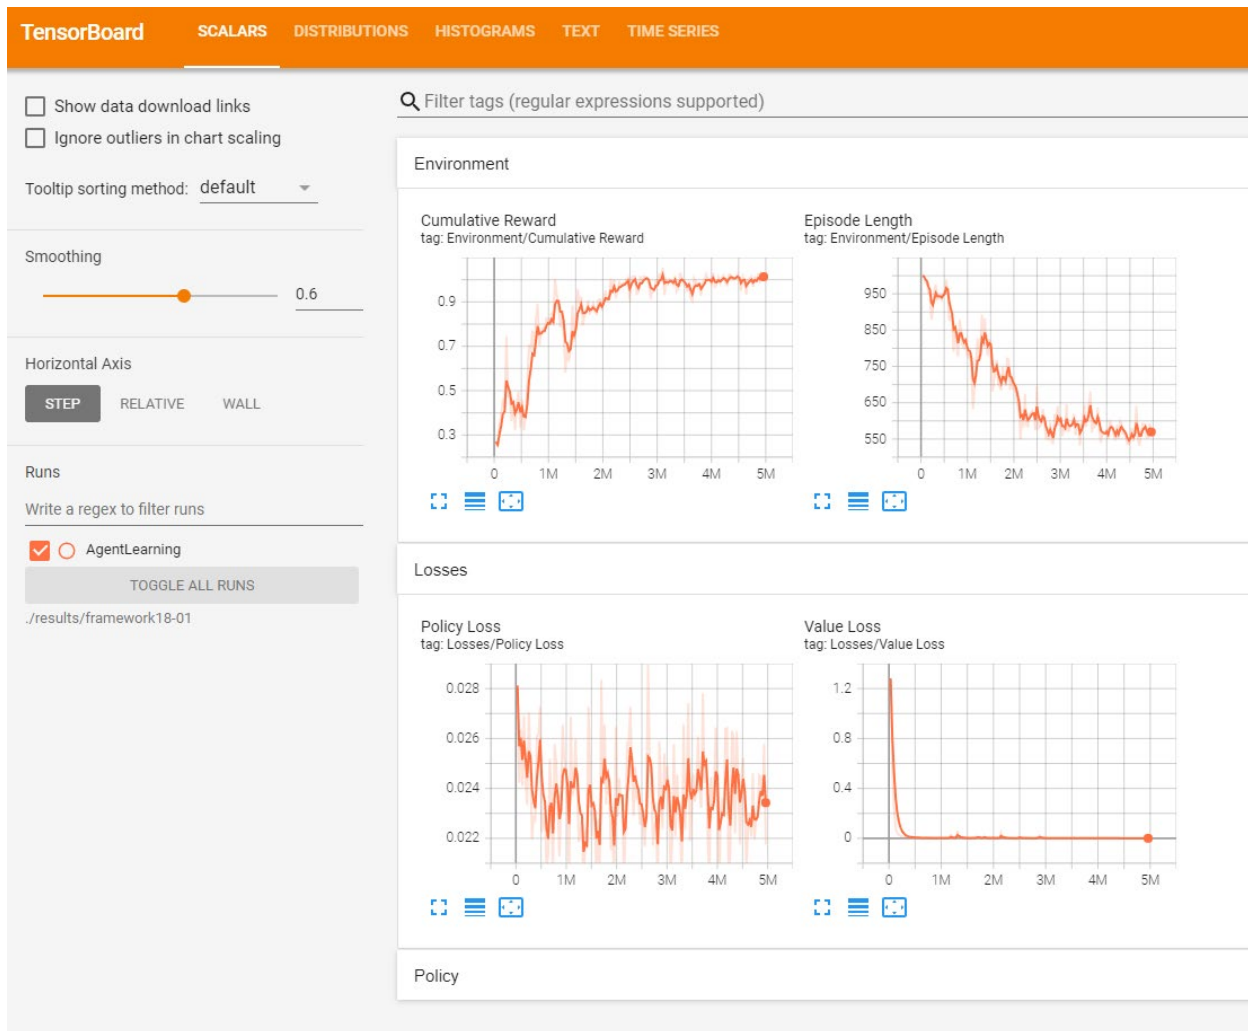 TensorBoard SCALARS DISTRIBUTIONS HISTOGRAMS TEXT TIME SERIES
Show data download links
Ignore outliers in chart scaling
Tooltip sorting method: default
Smoothing
0.6
Horizontal Axis
STEP RELATIVE WALL
Runs
Write a regex to filter runs
AgentLearning
TOGGLE ALL RUNS
./results/framework18-01
Filter tags (regular expressions supported)
Environment
Cumulative Reward
tag: Environment/Cumulative Reward
0.9
0.7
0.5
0.3
0 1M 2M 3M 4M 5M
Episode Length
tag: Environment/Episode Length
950
850
750
650
550
0 1M 2M 3M 4M 5M
Losses
Policy Loss
tag: Losses/Policy Loss
0.028
0.026
0.024
0.022
0 1M 2M 3M 4M 5M
Value Loss
tag: Losses/Value Loss
1.2
0.8
0.4
0
0 1M 2M 3M 4M 5M
Policy